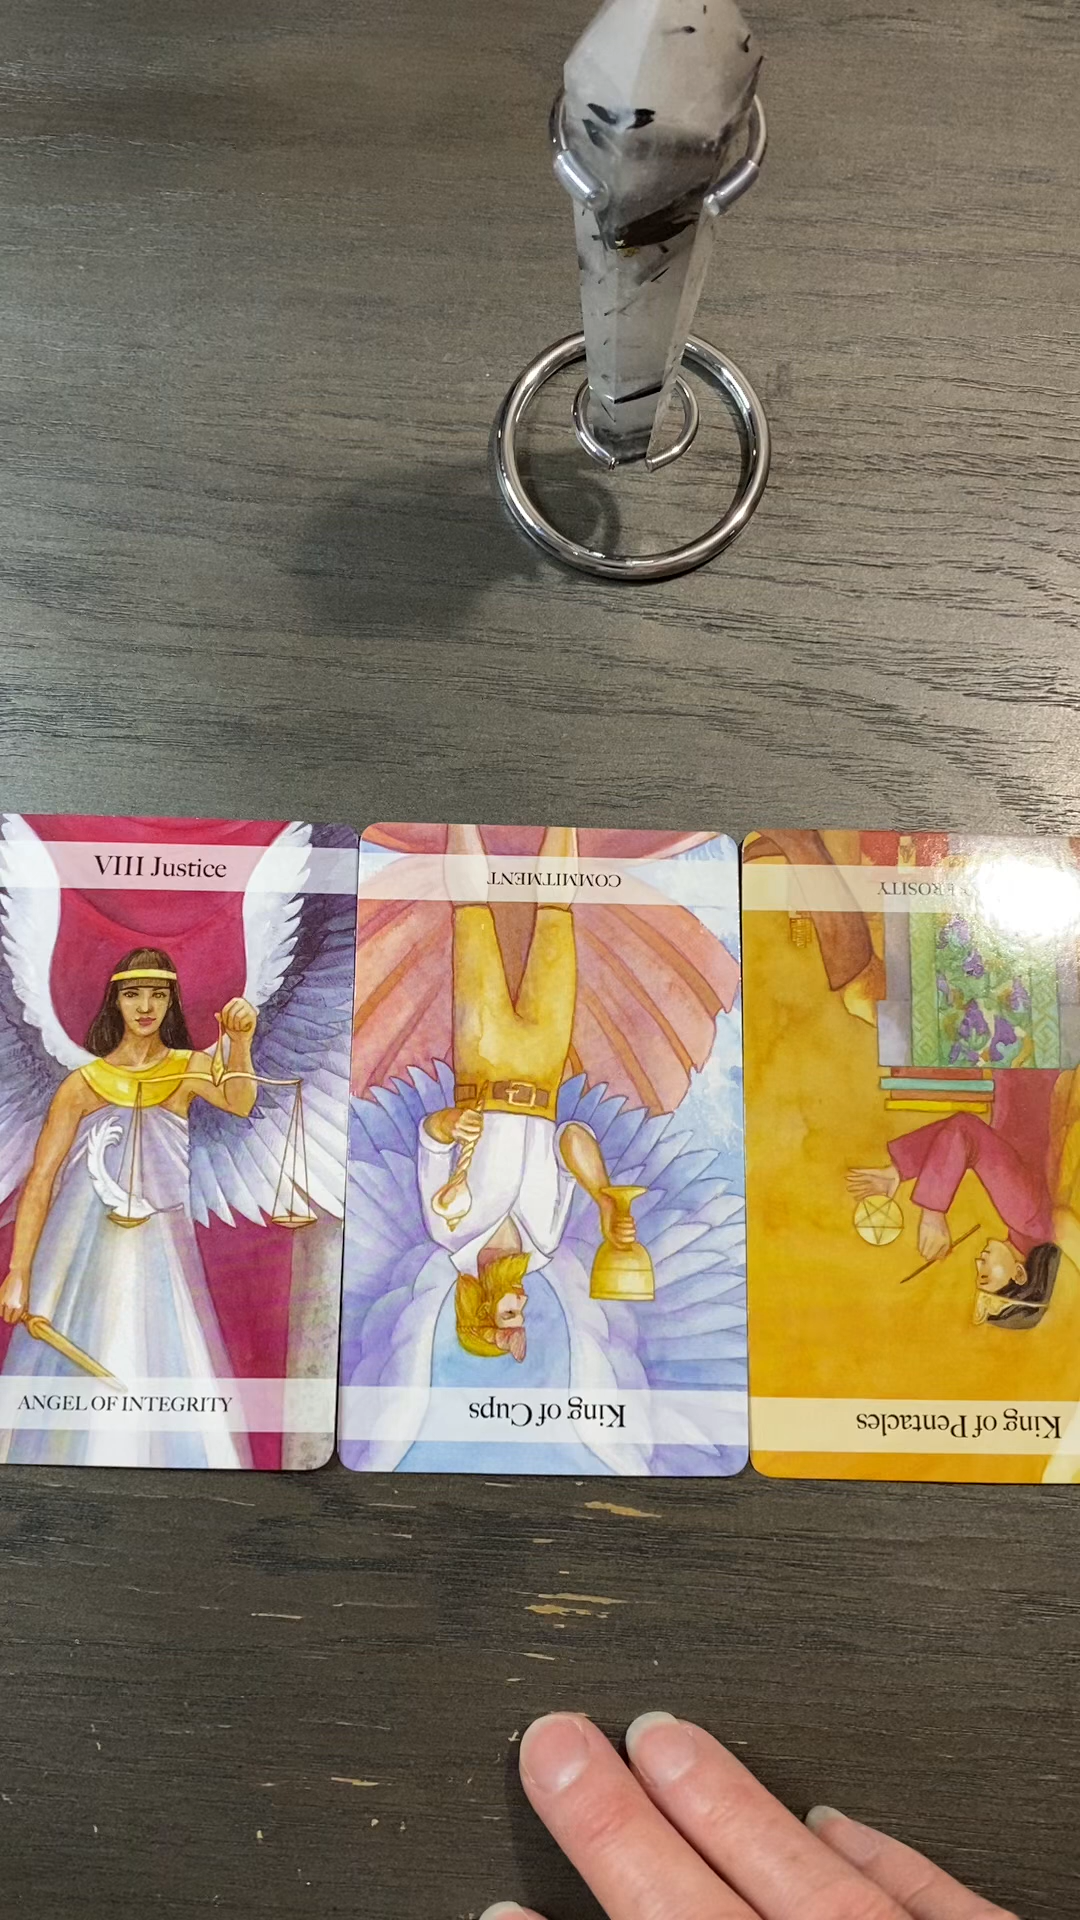 VIII Justice
ANGEL OF INTEGRITY
COMMITMENT
King of Cups
King of Pentacles